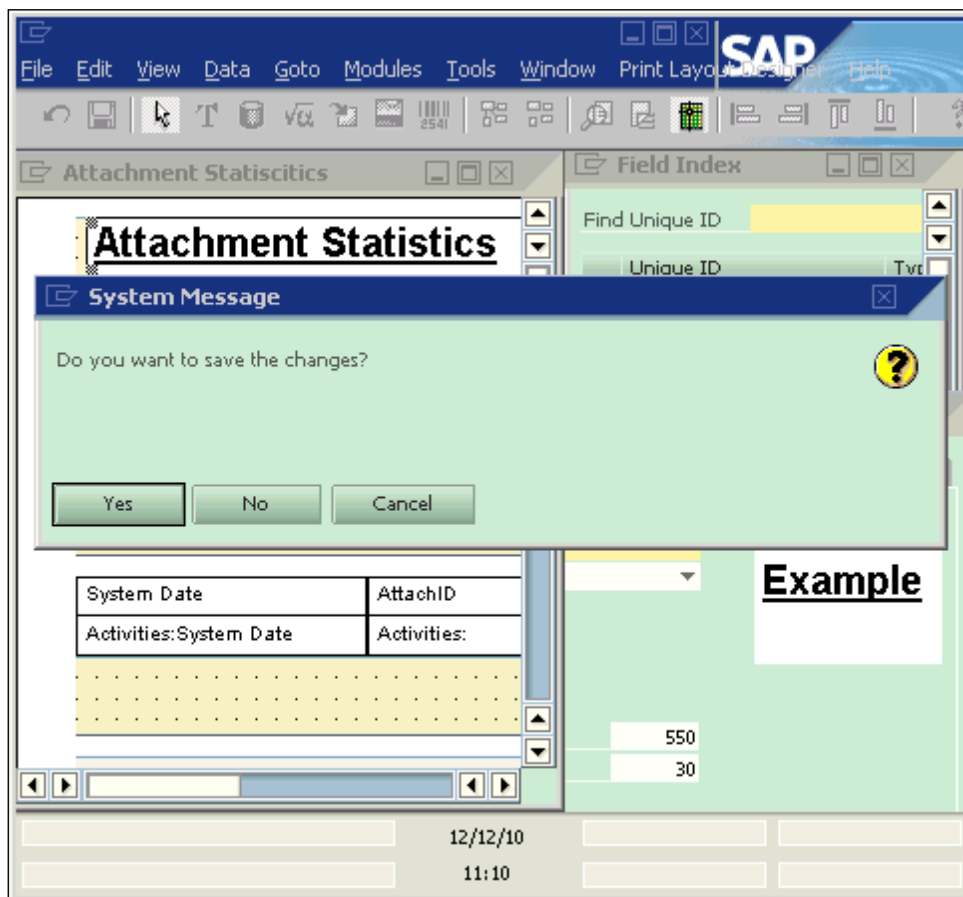 SAP
File Edit View Data Goto Modules Tools Window Print Layout Designer Help
T √α 2541 ?
Attachment Statiscitics
Field Index
Find Unique ID
Attachment Statistics
Unique ID
System Message
Do you want to save the changes?
?
Yes No Cancel
Example
System Date AttachID
Activities:System Date Activities:
550
30
12/12/10
11:10